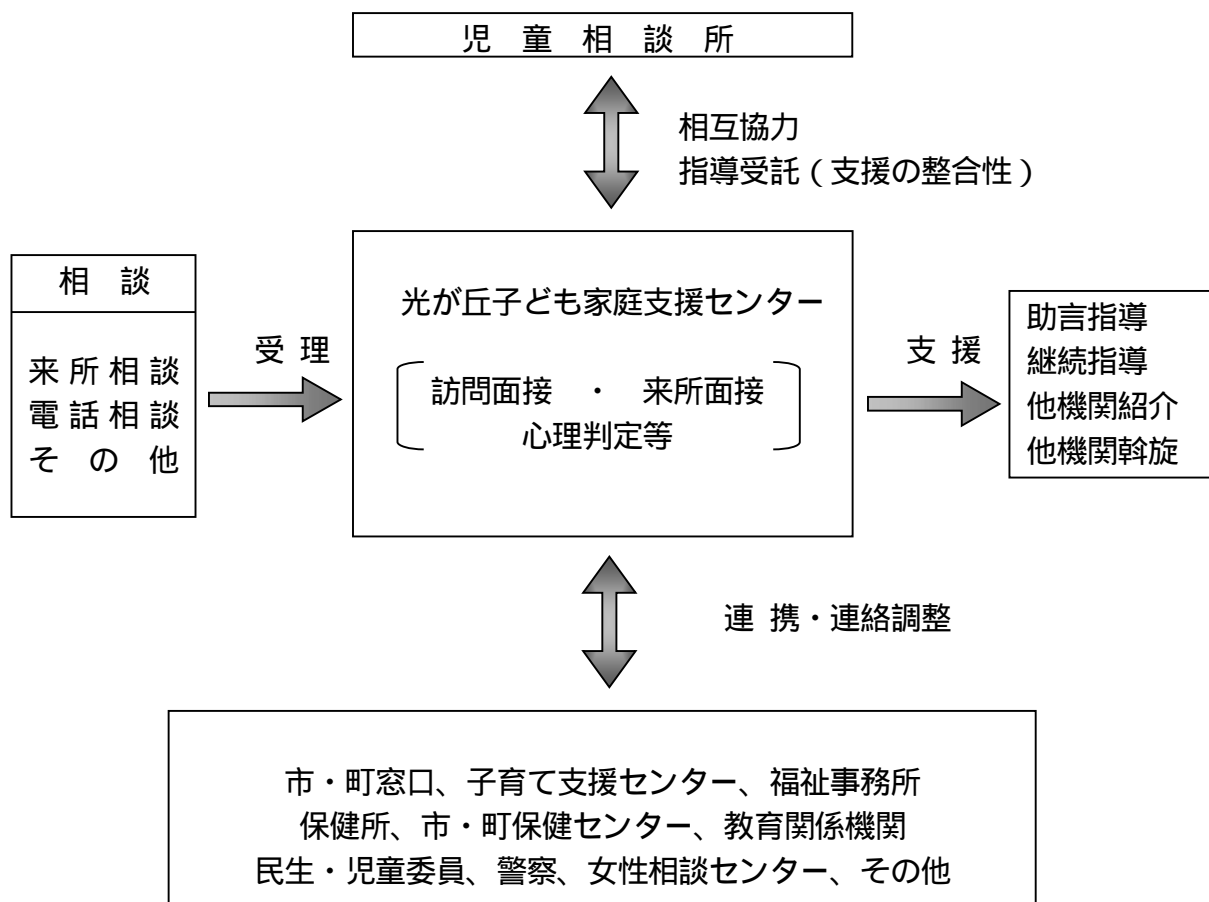 児童相談所
相互協力
指導受託（支援の整合性）
相談
来所相談
電話相談
その他
受理
光が丘子ども家庭支援センター
訪問面接 ・ 来所面接
心理判定等
支援
助言指導
継続指導
他機関紹介
他機関斡旋
連携・連絡調整
市・町窓口、子育て支援センター、福祉事務所
保健所、市・町保健センター、教育関係機関
民生・児童委員、警察、女性相談センター、その他